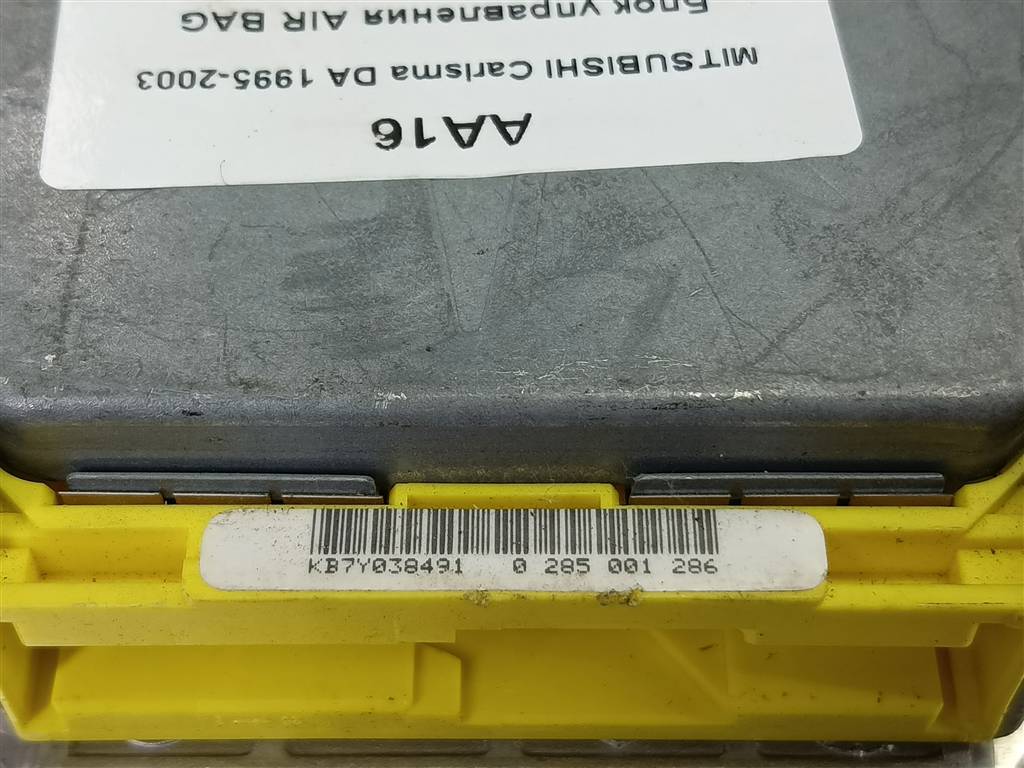 AA16
MITSUBISHI Carisma DA 1995-2003
Блок управления AIR BAG
KB7Y038491 0 285 001 286